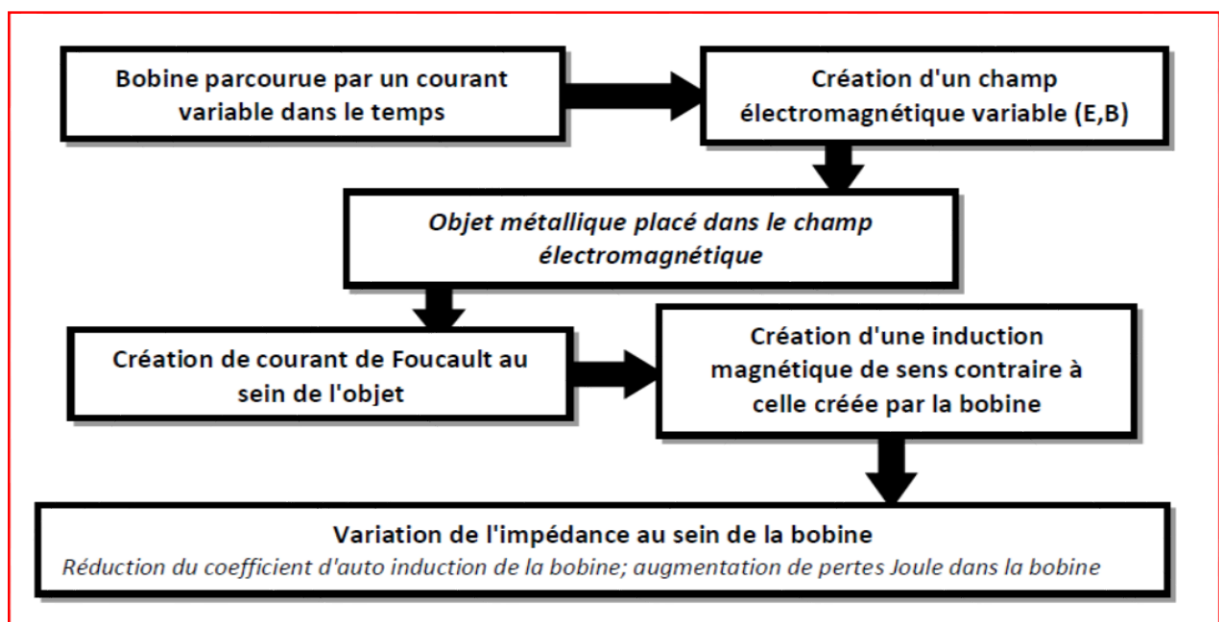 Bobine parcourue par un courant
variable dans le temps
Création d'un champ
électromagnétique variable (E,B)
Objet métallique placé dans le champ
électromagnétique
Création de courant de Foucault au
sein de l'objet
Création d'une induction
magnétique de sens contraire à
celle créée par la bobine
Variation de l'impédance au sein de la bobine
Réduction du coefficient d'auto induction de la bobine; augmentation de pertes Joule dans la bobine